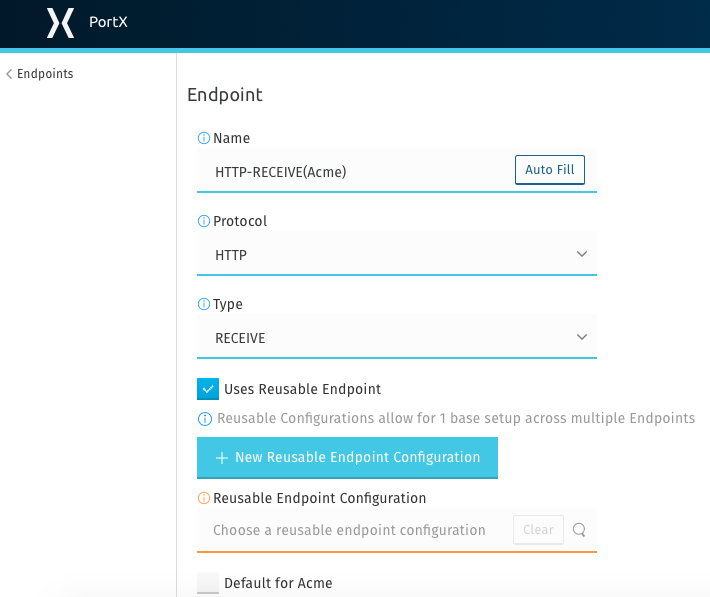 PortX
Endpoints
Endpoint
Name
HTTP-RECEIVE(Acme)
Auto Fill
Protocol
HTTP
Type
RECEIVE
Uses Reusable Endpoint
Reusable Configurations allow for 1 base setup across multiple Endpoints
New Reusable Endpoint Configuration
Reusable Endpoint Configuration
Choose a reusable endpoint configuration
Clear
Default for Acme